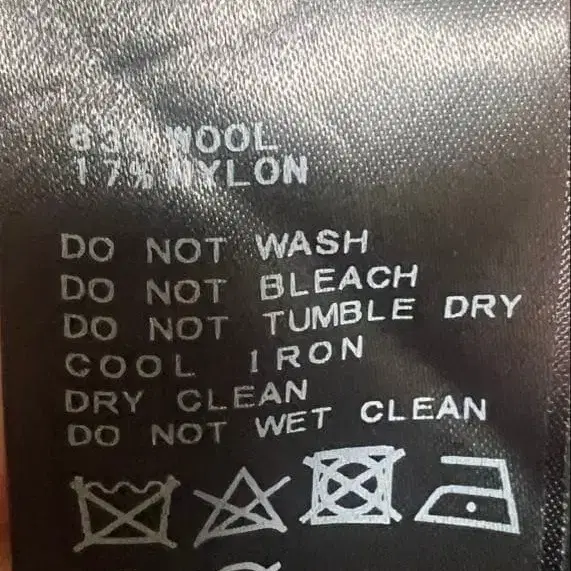 83% WOOL
17% NYLON
DO NOT WASH
DO NOT BLEACH
DO NOT TUMBLE DRY
COOL IRON
DRY CLEAN
DO NOT WET CLEAN